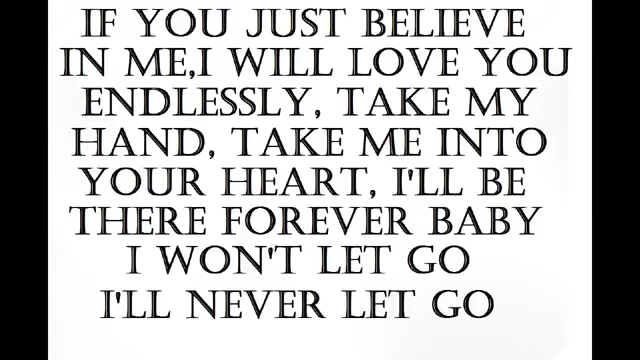 IF YOU JUST BELIEVE
IN ME,I WILL LOVE YOU
ENDLESSLY, TAKE MY
HAND, TAKE ME INTO
YOUR HEART, I'LL BE
THERE FOREVER BABY
I WON'T LET GO
I'LL NEVER LET GO